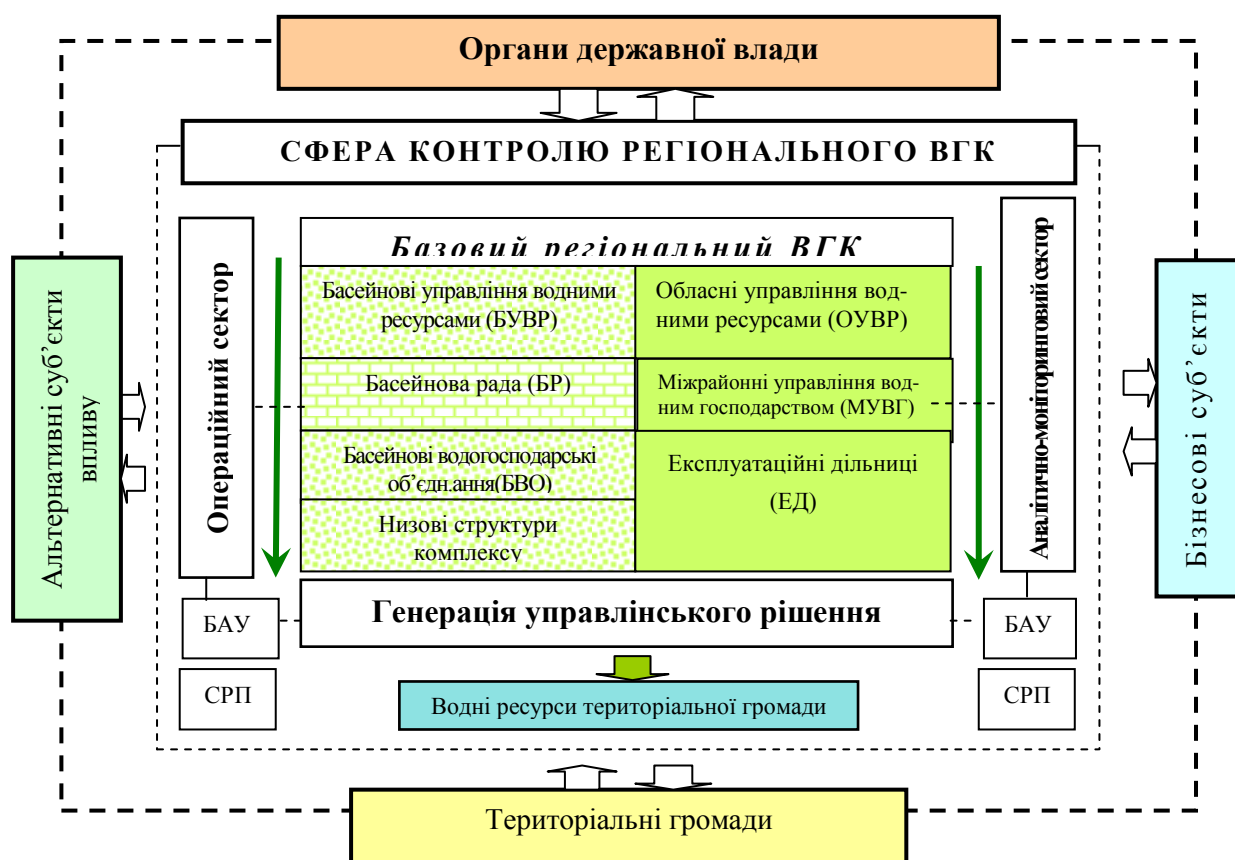 Органи державної влади
СФЕРА КОНТРОЛЮ РЕГІОНАЛЬНОГО ВГК
Альтернативні суб’єкти
впливу
Операційний сектор
Базовий регіональний ВГК
Басейнові управління водними
ресурсами (БУВР)
Обласні управління вод-
ними ресурсами (ОУВР)
Басейнова рада (БР)
Міжрайонні управління вод-
ним господарством (МУВГ)
Басейнові водогосподарські
об’єдн.ання(БВО)
Експлуатаційні дільниці
(ЕД)
Низові структури
комплексу
Аналітично-моніторинговий сектор
Бізнесові суб’єкти
БАУ
Генерація управлінського рішення
БАУ
СРП
Водні ресурси територіальної громади
СРП
Територіальні громади